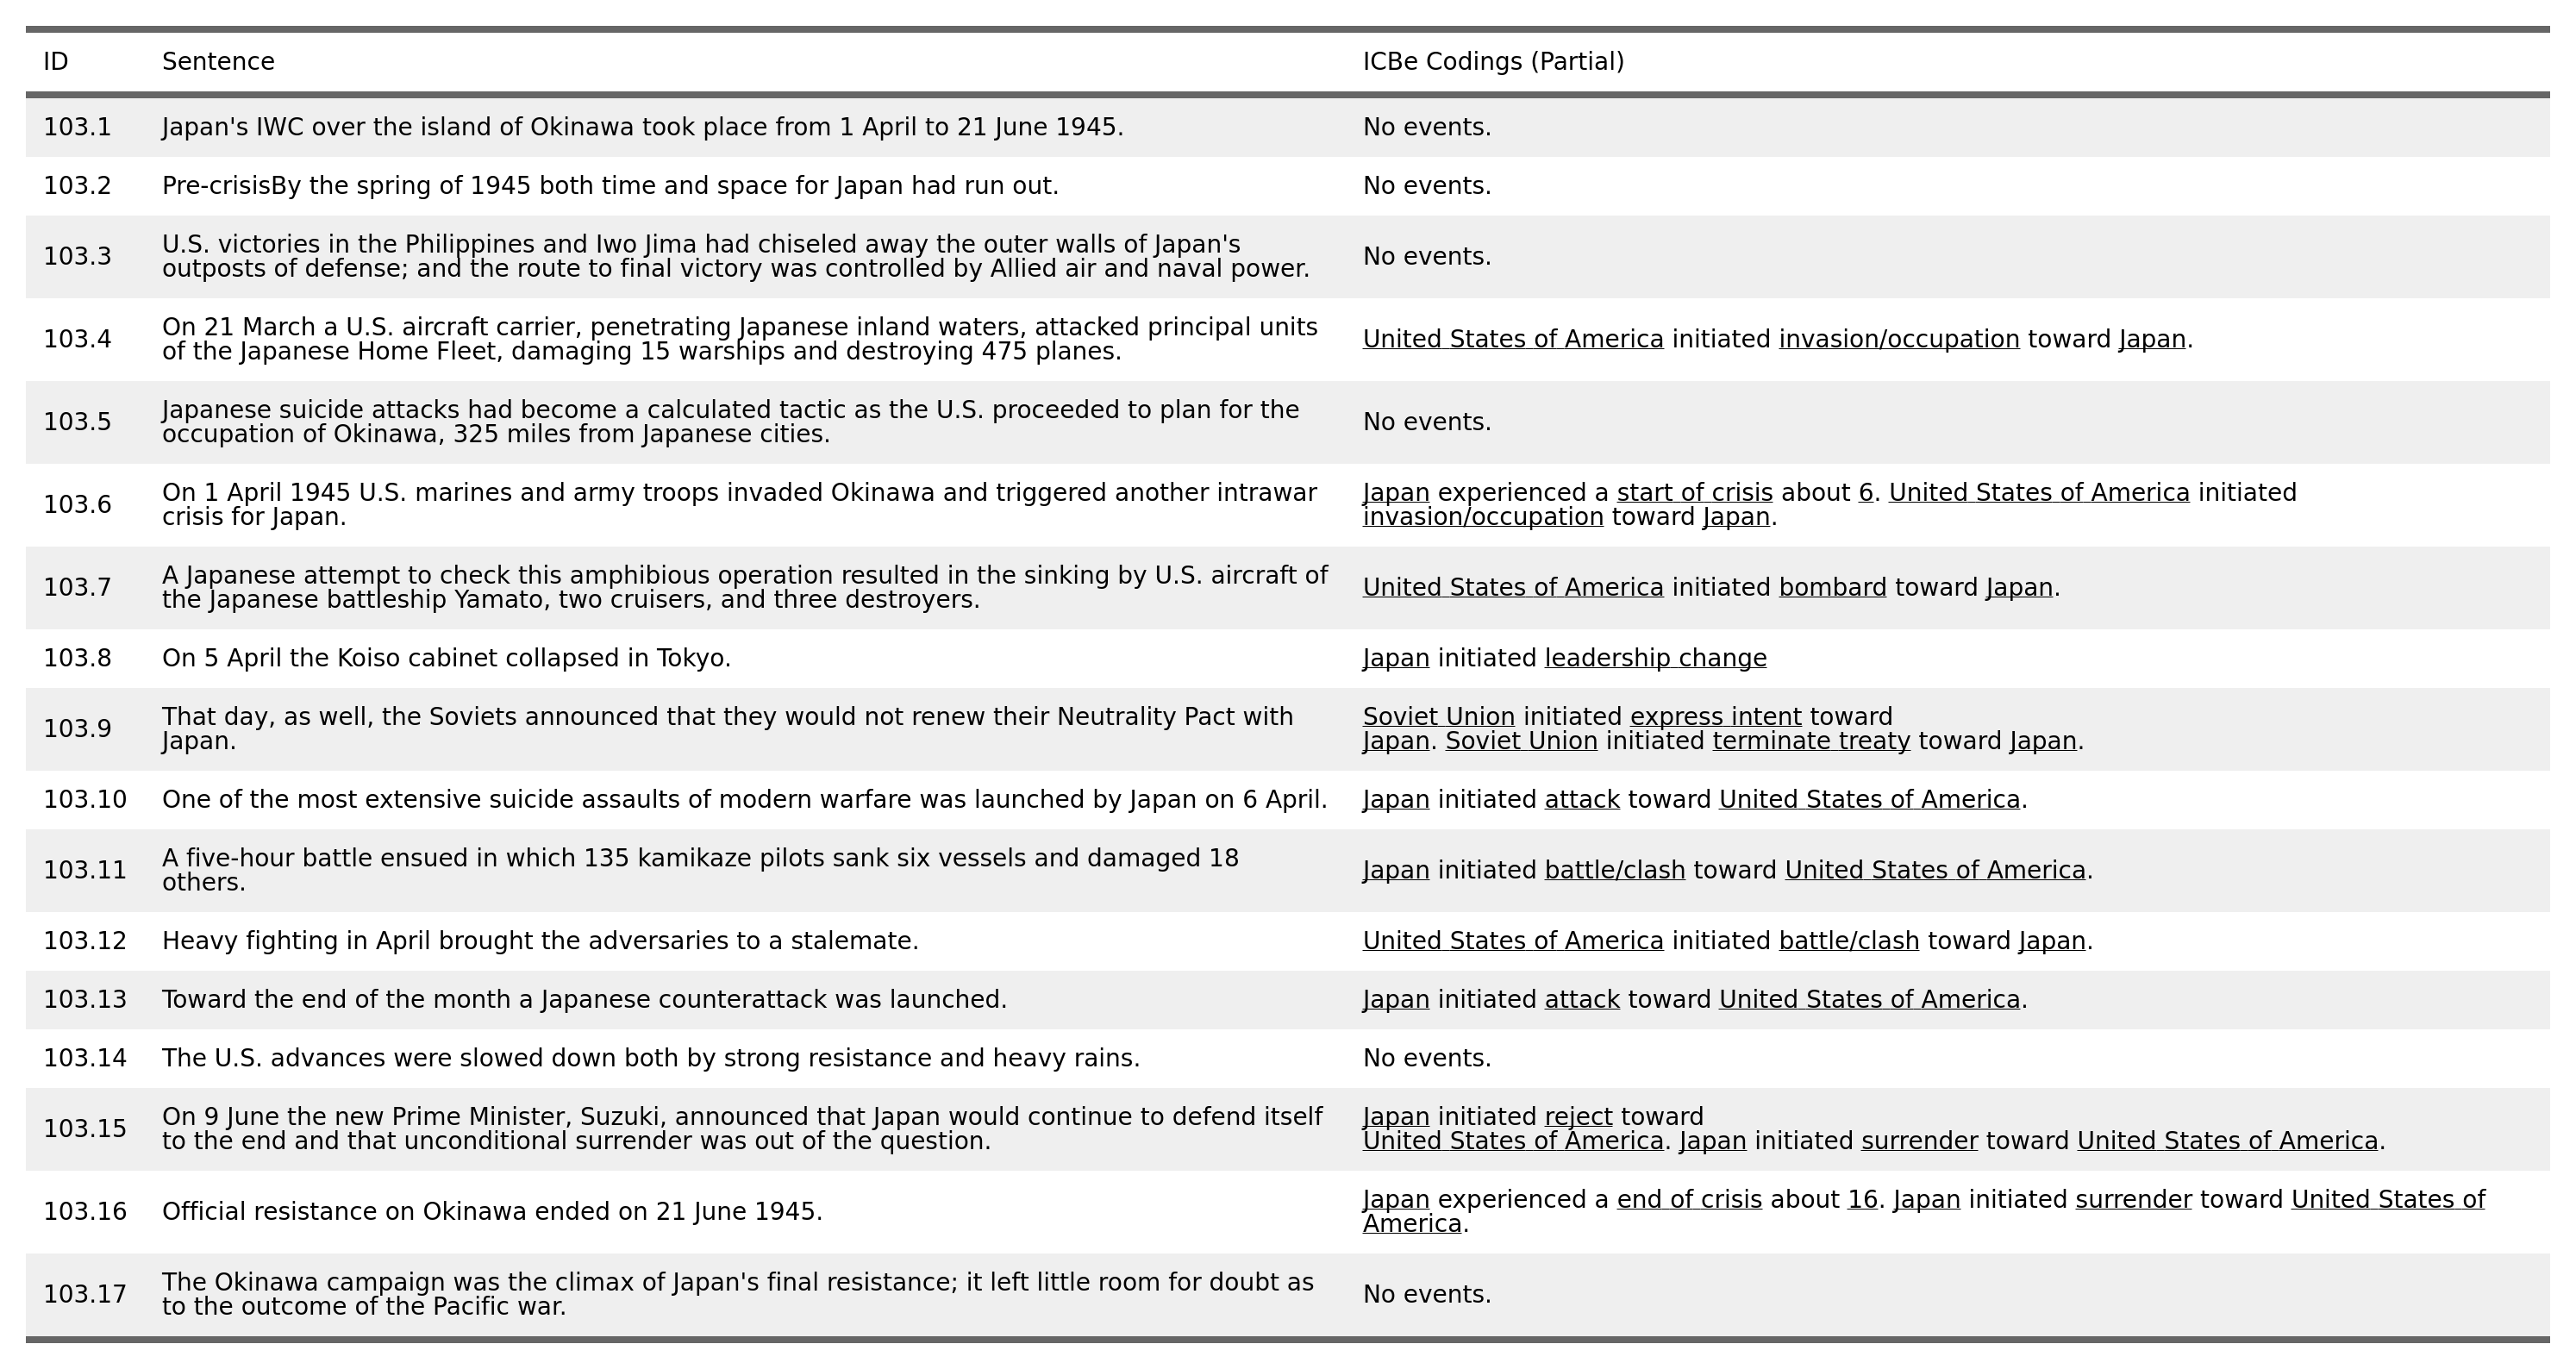 ID Sentence ICBe Codings (Partial)
103.1 Japan's IWC over the island of Okinawa took place from 1 April to 21 June 1945. No events.
103.2 Pre-crisisBy the spring of 1945 both time and space for Japan had run out. No events.
103.3 U.S. victories in the Philippines and Iwo Jima had chiseled away the outer walls of Japan's
outposts of defense; and the route to final victory was controlled by Allied air and naval power. No events.
103.4 On 21 March a U.S. aircraft carrier, penetrating Japanese inland waters, attacked principal units
of the Japanese Home Fleet, damaging 15 warships and destroying 475 planes. United States of America initiated invasion/occupation toward Japan.
103.5 Japanese suicide attacks had become a calculated tactic as the U.S. proceeded to plan for the
occupation of Okinawa, 325 miles from Japanese cities. No events.
103.6 On 1 April 1945 U.S. marines and army troops invaded Okinawa and triggered another intrawar
crisis for Japan.
Japan experienced a start of crisis about 6. United States of America initiated
invasion/occupation toward Japan.
103.7 A Japanese attempt to check this amphibious operation resulted in the sinking by U.S. aircraft of
the Japanese battleship Yamato, two cruisers, and three destroyers. United States of America initiated bombard toward Japan.
103.8 On 5 April the Koiso cabinet collapsed in Tokyo. Japan initiated leadership change
103.9 That day, as well, the Soviets announced that they would not renew their Neutrality Pact with
Japan.
Soviet Union initiated express intent toward
Japan. Soviet Union initiated terminate treaty toward Japan.
103.10 One of the most extensive suicide assaults of modern warfare was launched by Japan on 6 April. Japan initiated attack toward United States of America.
103.11 A five-hour battle ensued in which 135 kamikaze pilots sank six vessels and damaged 18
others. Japan initiated battle/clash toward United States of America.
103.12 Heavy fighting in April brought the adversaries to a stalemate. United States of America initiated battle/clash toward Japan.
103.13 Toward the end of the month a Japanese counterattack was launched. Japan initiated attack toward United States of America.
103.14 The U.S. advances were slowed down both by strong resistance and heavy rains. No events.
103.15 On 9 June the new Prime Minister, Suzuki, announced that Japan would continue to defend itself
to the end and that unconditional surrender was out of the question.
Japan initiated reject toward
United States of America. Japan initiated surrender toward United States of America.
103.16 Official resistance on Okinawa ended on 21 June 1945.
Japan experienced a end of crisis about 16. Japan initiated surrender toward United States of
America.
103.17 The Okinawa campaign was the climax of Japan's final resistance; it left little room for doubt as
to the outcome of the Pacific war. No events.